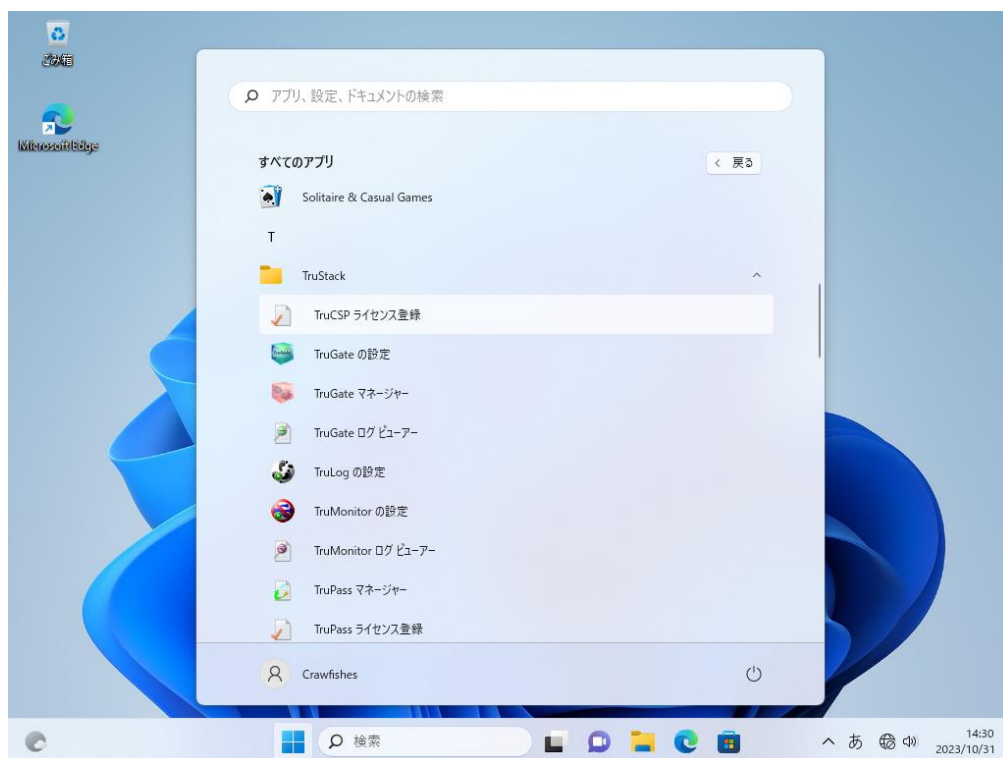 ごみ箱
Microsoft Edge
アプリ、設定、ドキュメントの検索
すべてのアプリ
戻る
Solitaire & Casual Games
T
TruStack
TruCSP ライセンス登録
TruGate の設定
TruGate マネージャー
TruGate ログ ビューアー
TruLog の設定
TruMonitor の設定
TruMonitor ログ ビューアー
TruPass マネージャー
TruPass ライセンス登録
Crawfishes
検索
あ
14:30
2023/10/31